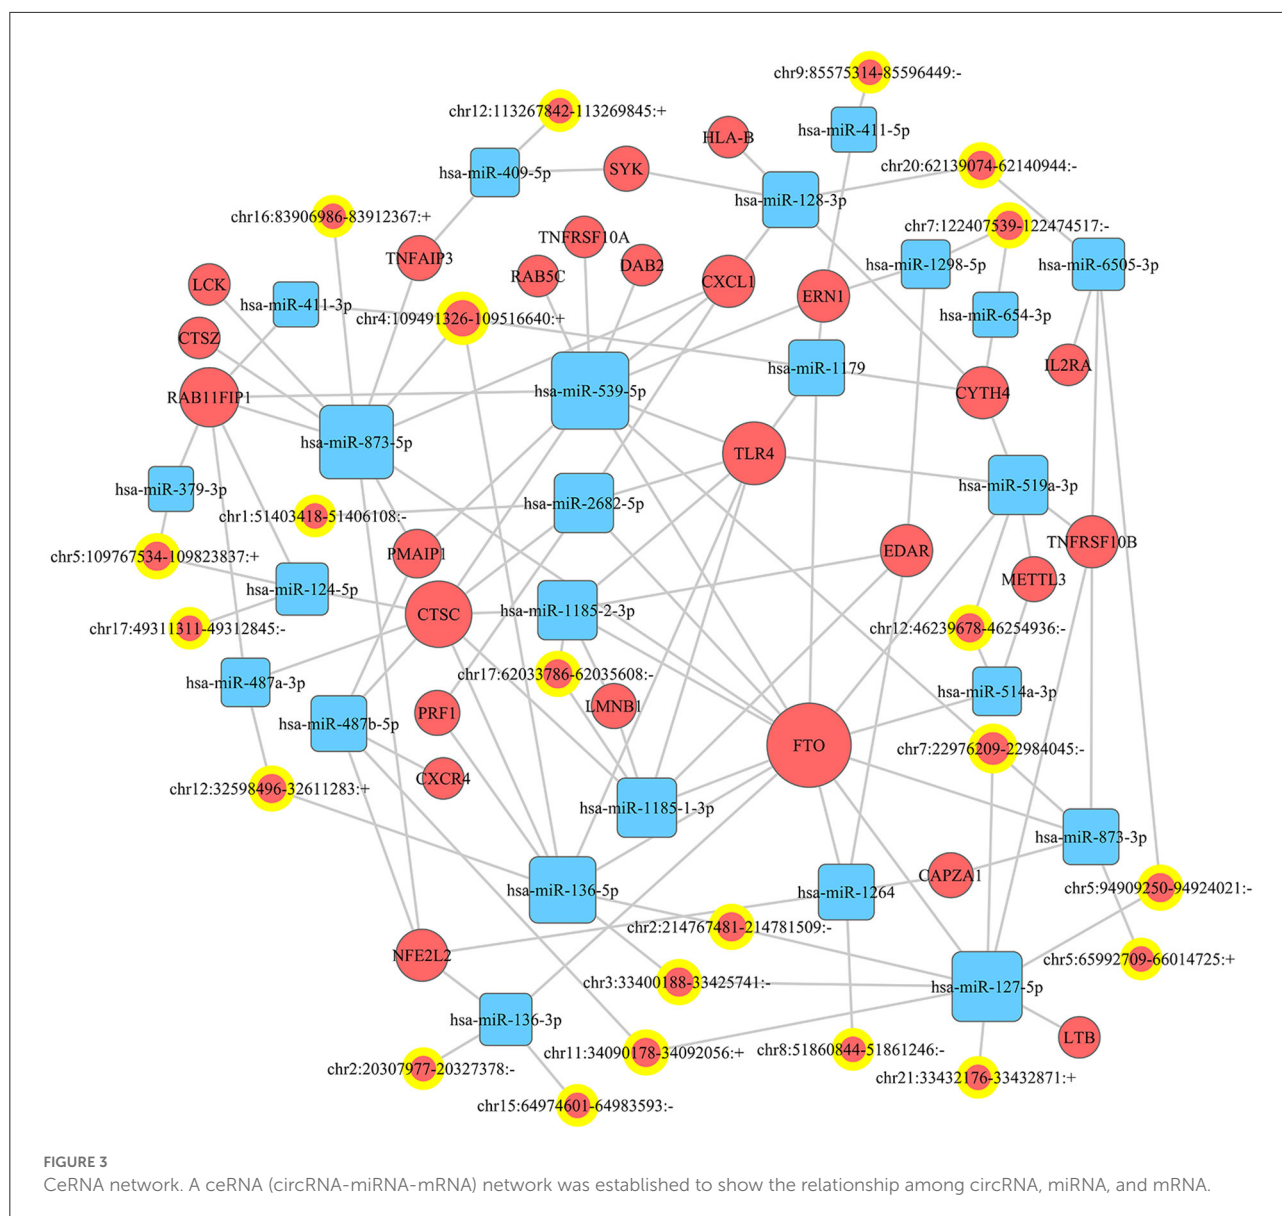 chr9:85575314-85596449:-
chr12:113267842-113269845:+
HLA-B
hsa-miR-411-5p
chr20:62139074-62140944:-
hsa-miR-409-5p
SYK
hsa-miR-128-3p
chr16:83906986-83912367:+
chr7:122407539-122474517:-
TNFRSF10A
TNFAIP3
RAB5C
DAB2
hsa-miR-1298-5p
hsa-miR-6505-3p
LCK
CXCL1
ERN1
hsa-miR-411-3p
chr4:109491326-109516640:+
hsa-miR-654-3p
CTSZ
hsa-miR-1179
IL2RA
RAB11FIP1
hsa-miR-539-5p
CYTH4
hsa-miR-873-5p
TLR4
hsa-miR-379-3p
hsa-miR-2682-5p
hsa-miR-519a-3p
chr1:51403418-51406108:-
chr5:109767534-109823837:+
PMAIP1
EDAR
TNFRSF10B
METTL3
hsa-miR-124-5p
CTSC
hsa-miR-1185-2-3p
chr17:49311311-49312845:-
chr12:46239678-46254936:-
hsa-miR-487a-3p
chr17:62033786-62035608:-
hsa-miR-514a-3p
LMNB1
hsa-miR-487b-5p
PRF1
FTO
chr7:22976209-22984045:-
CXCR4
chr12:32598496-32611283:+
hsa-miR-1185-1-3p
hsa-miR-873-3p
hsa-miR-136-5p
hsa-miR-1264
CAPZA1
chr5:94909250-94924021:-
chr2:214767481-214781509:-
NFE2L2
chr5:65992709-66014725:+
chr3:33400188-33425741:-
hsa-miR-127-5p
hsa-miR-136-3p
LTB
chr11:34090178-34092056:+
chr8:51860844-51861246:-
chr2:20307977-20327378:-
chr21:33432176-33432871:+
chr15:64974601-64983593:-
FIGURE 3
CeRNA network. A ceRNA (circRNA-miRNA-mRNA) network was established to show the relationship among circRNA, miRNA, and mRNA.